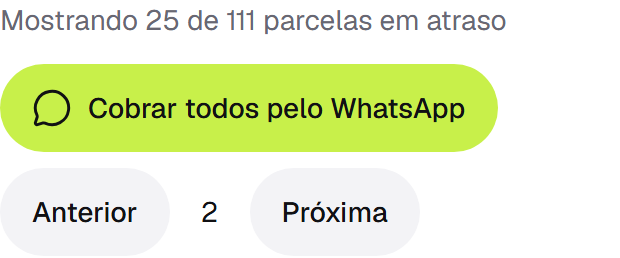 Mostrando 25 de 111 parcelas em atraso
Cobrar todos pelo WhatsApp
Anterior 2 Próxima